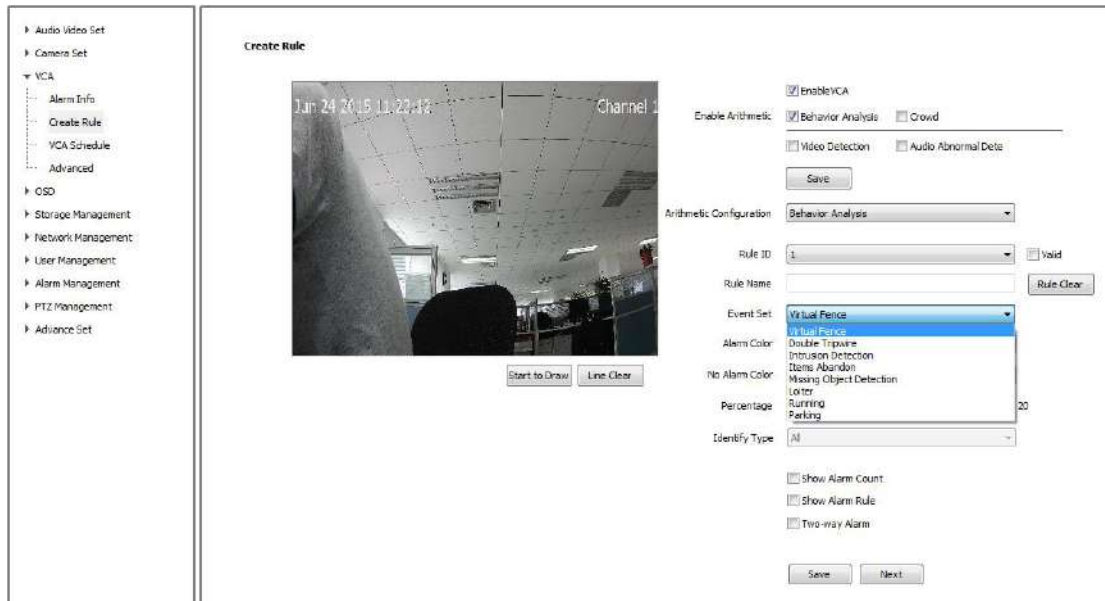 Audio Video Set
Camera Set
VCA
Alarm Info
Create Rule
VCA Schedule
Advanced
OSD
Storage Management
Network Management
User Management
Alarm Management
PTZ Management
Advance Set
Create Rule
Jun 24 2015 11:22:12 Channel 1
Start to Draw Line Clear
EnableVCA
Enable Arithmetic Behavior Analysis Crowd
Video Detection Audio Abnormal Dete
Save
Arithmetic Configuration Behavior Analysis
Rule ID 1 Valid
Rule Name Rule Clear
Event Set Virtual Fence
Virtual Fence
Double Tripwire
Alarm Color
Intrusion Detection
Items Abandon
No Alarm Color
Missing Object Detection
Loiter
Percentage Running 20
Parking
Identify Type All
Show Alarm Count
Show Alarm Rule
Two-way Alarm
Save Next